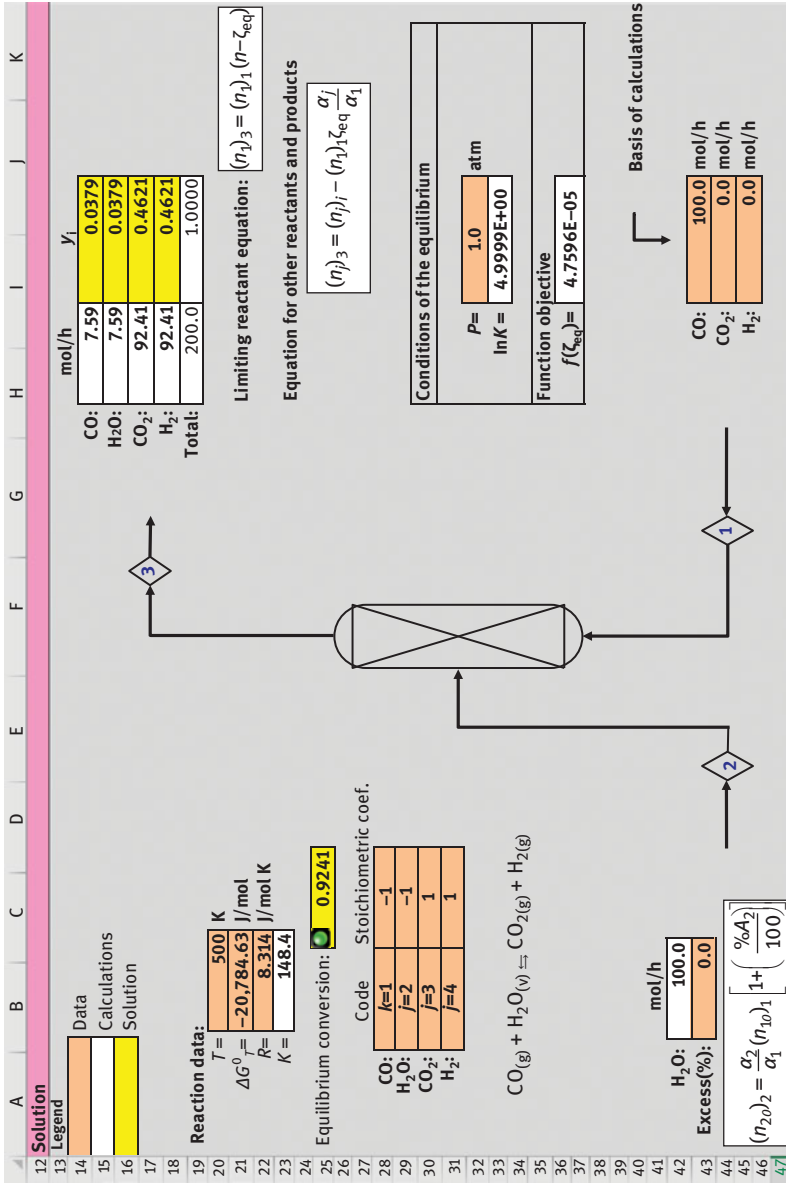 A B C D E F G H I J K
12 Solution
13 Legend
14 Data
15 Calculations
16 Solution
17
18
19 Reaction data:
20 T = 500 K
21 ΔG⁰_T = −20,784.63 J/mol
22 R = 8.314 J/mol K
23 K = 148.4
24
25 Equilibrium conversion: 0.9241
26
27 Code Stoichiometric coef.
28 CO: k=1 −1
29 H₂O: j=2 −1
30 CO₂: j=3 1
31 H₂: j=4 1
32
33
34 CO(g) + H₂O(v) ⇆ CO₂(g) + H₂(g)
35
36
37
38
39
40
41 mol/h
42 H₂O: 100.0
43 Excess(%): 0.0
44
45 (n₂₀)₂ = α₂/α₁ (n₁₀)₁ [1+(%A₂/100)]
46
47
mol/h yᵢ
CO: 7.59 0.0379
H2O: 7.59 0.0379
CO₂: 92.41 0.4621
H₂: 92.41 0.4621
Total: 200.0 1.0000
Limiting reactant equation: (n₁)₃ = (n₁)₁ (n−ζeq)
Equation for other reactants and products
(nⱼ)₃ = (nⱼ)ᵢ − (n₁)₁ζeq αⱼ/α₁
3
2
1
Conditions of the equilibrium
P= 1.0 atm
lnK = 4.9999E+00
Function objective
f(ζeq)= 4.7596E−05
Basis of calculations
CO: 100.0 mol/h
CO₂: 0.0 mol/h
H₂: 0.0 mol/h